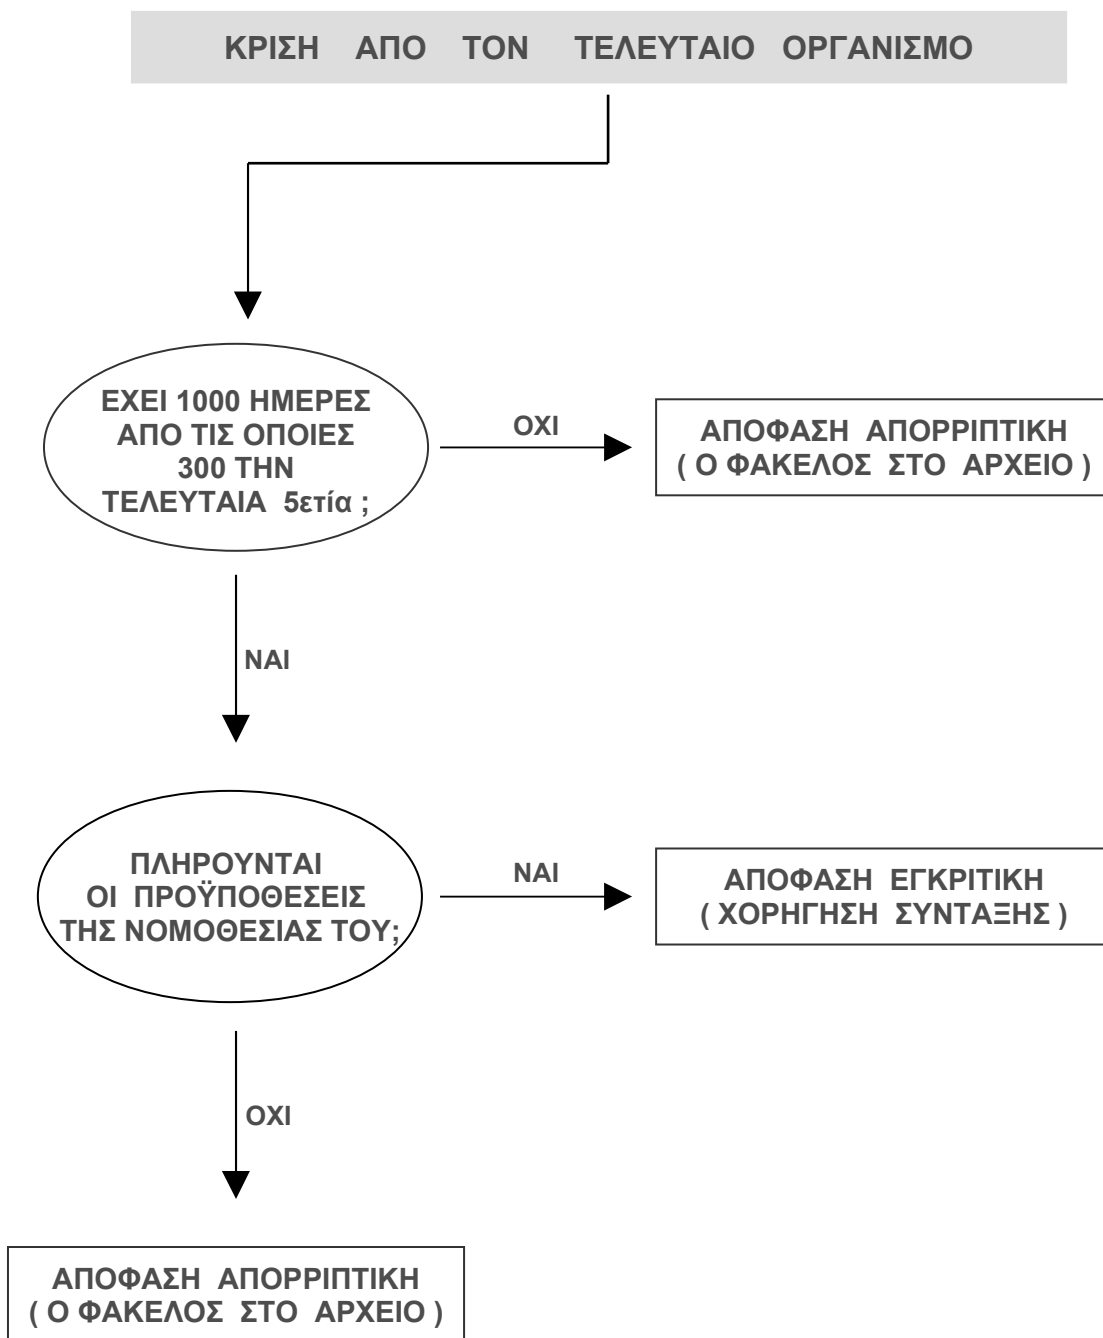 ΚΡΙΣΗ ΑΠΟ ΤΟΝ ΤΕΛΕΥΤΑΙΟ ΟΡΓΑΝΙΣΜΟ
ΕΧΕΙ 1000 ΗΜΕΡΕΣ
ΑΠΟ ΤΙΣ ΟΠΟΙΕΣ
300 ΤΗΝ
ΤΕΛΕΥΤΑΙΑ 5ετία ;
ΟΧΙ
ΑΠΟΦΑΣΗ ΑΠΟΡΡΙΠΤΙΚΗ
( Ο ΦΑΚΕΛΟΣ ΣΤΟ ΑΡΧΕΙΟ )
ΝΑΙ
ΠΛΗΡΟΥΝΤΑΙ
ΟΙ ΠΡΟΫΠΟΘΕΣΕΙΣ
ΤΗΣ ΝΟΜΟΘΕΣΙΑΣ ΤΟΥ;
ΝΑΙ
ΑΠΟΦΑΣΗ ΕΓΚΡΙΤΙΚΗ
( ΧΟΡΗΓΗΣΗ ΣΥΝΤΑΞΗΣ )
ΟΧΙ
ΑΠΟΦΑΣΗ ΑΠΟΡΡΙΠΤΙΚΗ
( Ο ΦΑΚΕΛΟΣ ΣΤΟ ΑΡΧΕΙΟ )